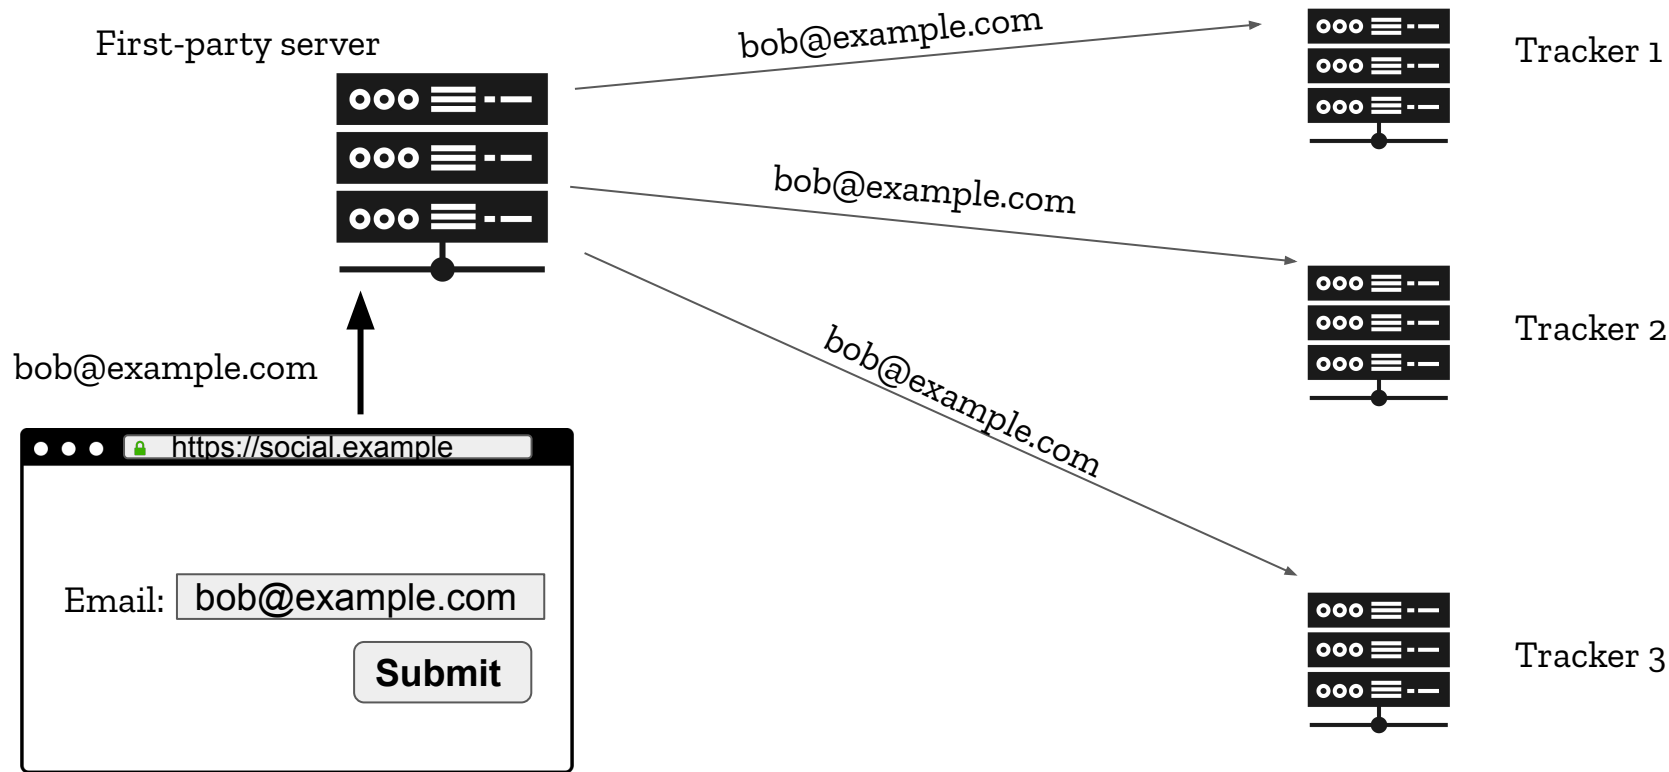 First-party server
bob@example.com
Tracker 1
bob@example.com
Tracker 2
bob@example.com
bob@example.com
https://social.example
Email: bob@example.com
Submit
Tracker 3